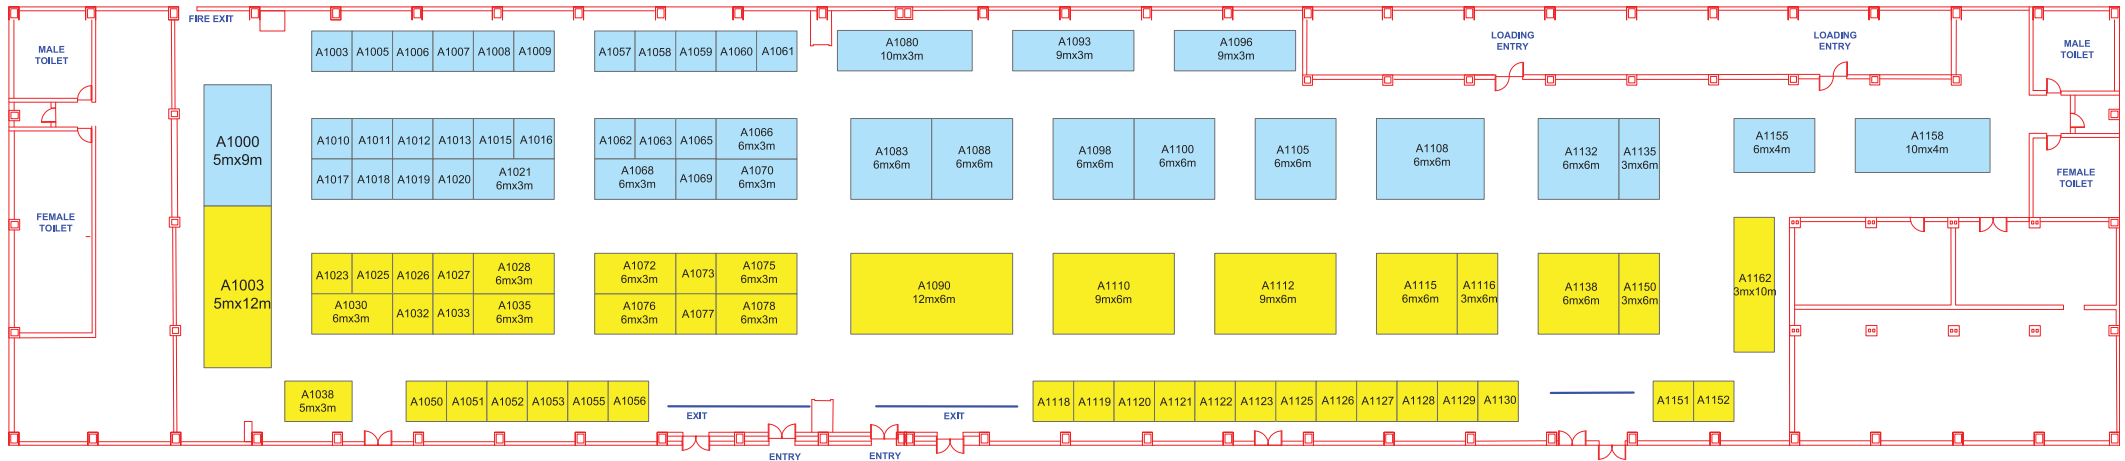 FIRE EXIT
MALE
TOILET
A1003 A1005 A1006 A1007 A1008 A1009
A1057 A1058 A1059 A1060 A1061
A1080
10mx3m
A1093
9mx3m
A1096
9mx3m
LOADING
ENTRY
LOADING
ENTRY
MALE
TOILET
A1000
5mx9m
A1010 A1011 A1012 A1013 A1015 A1016
A1017 A1018 A1019 A1020 A1021
6mx3m
A1062 A1063 A1065 A1066
6mx3m
A1068
6mx3m
A1069
A1070
6mx3m
A1083
6mx6m
A1088
6mx6m
A1098
6mx6m
A1100
6mx6m
A1105
6mx6m
A1108
6mx6m
A1132
6mx6m
A1135
3mx6m
A1155
6mx4m
A1158
10mx4m
FEMALE
TOILET
FEMALE
TOILET
A1003
5mx12m
A1023 A1025 A1026 A1027 A1028
6mx3m
A1030
6mx3m
A1032 A1033 A1035
6mx3m
A1072
6mx3m
A1073
A1075
6mx3m
A1076
6mx3m
A1077
A1078
6mx3m
A1090
12mx6m
A1110
9mx6m
A1112
9mx6m
A1115
6mx6m
A1116
3mx6m
A1138
6mx6m
A1150
3mx6m
A1162
3mx10m
A1038
5mx3m
A1050 A1051 A1052 A1053 A1055 A1056
EXIT
EXIT
A1118 A1119 A1120 A1121 A1122 A1123 A1125 A1126 A1127 A1128 A1129 A1130
A1151 A1152
ENTRY
ENTRY